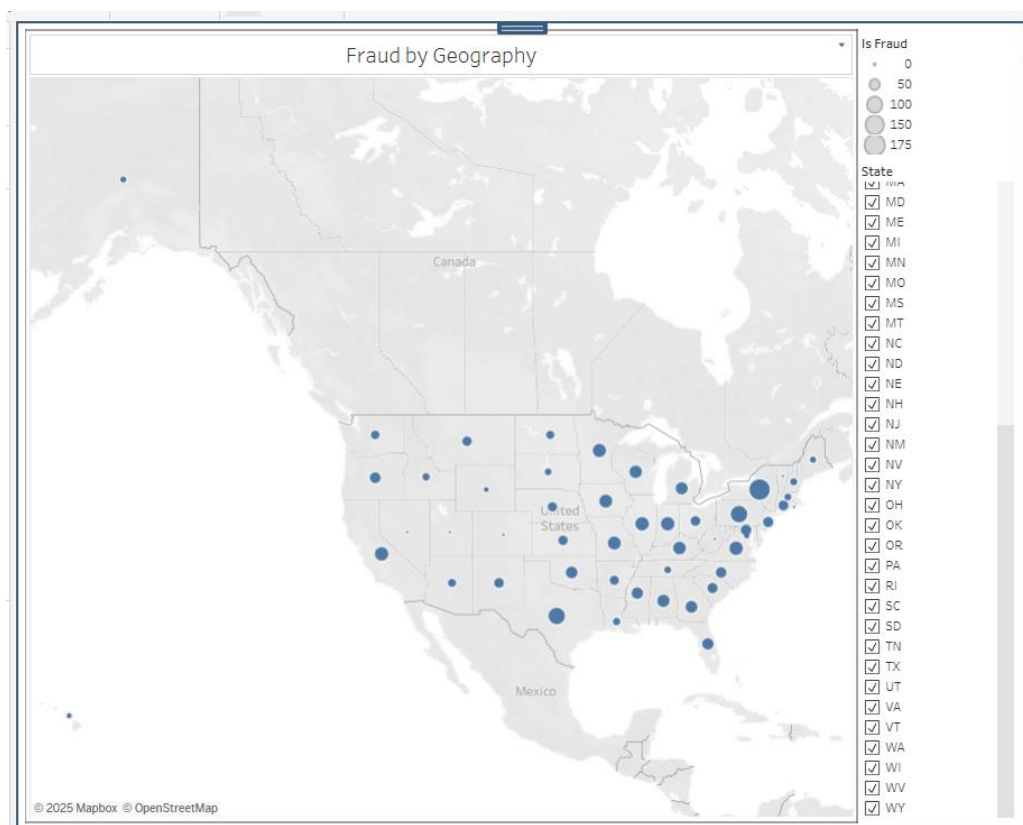 Fraud by Geography
Is Fraud
0
50
100
150
175
State
MA
MD
ME
MI
MN
MO
MS
MT
NC
ND
NE
NH
NJ
NM
NV
NY
OH
OK
OR
PA
RI
SC
SD
TN
TX
UT
VA
VT
WA
WI
WV
WY
Canada
United
States
Mexico
© 2025 Mapbox © OpenStreetMap